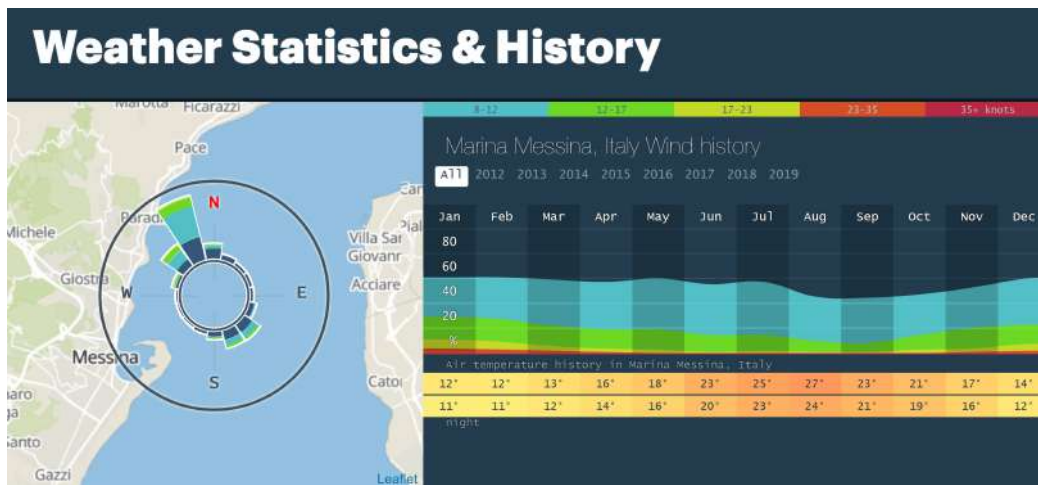 Weather Statistics & History
Marotta Ficarazzi
Pace
Paradi
Michele
Giostra
Messina
Gazzi
Villa Sa
Giovann
Acciare
N
W E
S
Leaflet
8-12 12-17 17-23 23-35 35+ knots
Marina Messina, Italy Wind history
All 2012 2013 2014 2015 2016 2017 2018 2019
Jan Feb Mar Apr May Jun Jul Aug Sep Oct Nov Dec
80
60
40
20
%
Air temperature history in Marina Messina, Italy
12° 12° 13° 16° 18° 23° 25° 27° 23° 21° 17° 14°
11° 11° 12° 14° 16° 20° 23° 24° 21° 19° 16° 12°
night